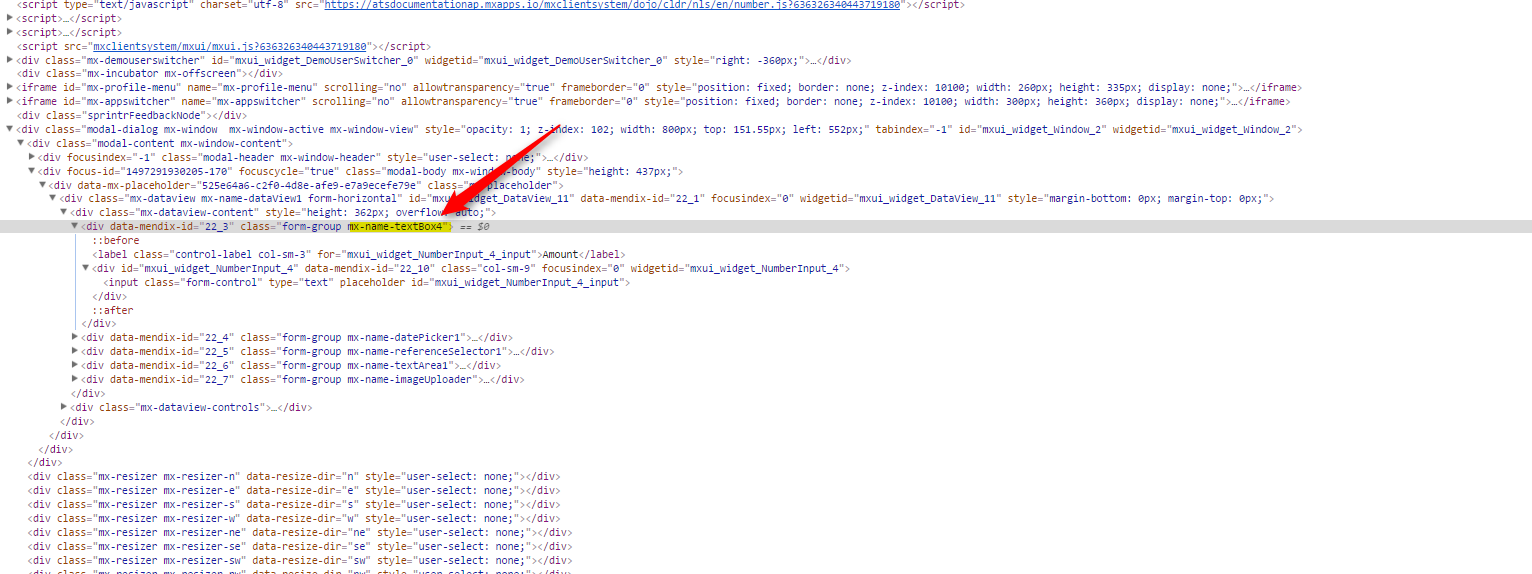 <script type="text/javascript" charset="utf-8" src="https://atsdocumentationap.mxapps.io/mxclientsystem/dojo/cldr/nls/en/number.js?636326340443719180"></script>
<script>…</script>
<script>…</script>
<script src="mxclientsystem/mxui/mxui.js?636326340443719180"></script>
<div class="mx-demouserswitcher" id="mxui_widget_DemoUserSwitcher_0" widgetid="mxui_widget_DemoUserSwitcher_0" style="right: -360px;">…</div>
<div class="mx-incubator mx-offscreen"></div>
<iframe id="mx-profile-menu" name="mx-profile-menu" scrolling="no" allowtransparency="true" frameborder="0" style="position: fixed; border: none; z-index: 10100; width: 260px; height: 335px; display: none;">…</iframe>
<iframe id="mx-appswitcher" name="mx-appswitcher" scrolling="no" allowtransparency="true" frameborder="0" style="position: fixed; border: none; z-index: 10100; width: 300px; height: 360px; display: none;">…</iframe>
<div class="sprintrFeedbackNode"></div>
<div class="modal-dialog mx-window  mx-window-active mx-window-view" style="opacity: 1; z-index: 102; width: 800px; top: 151.55px; left: 552px;" tabindex="-1" id="mxui_widget_Window_2" widgetid="mxui_widget_Window_2">
<div class="modal-content mx-window-content">
<div focusindex="-1" class="modal-header mx-window-header" style="user-select: none;">…</div>
<div focus-id="1497291930205-170" focuscycle="true" class="modal-body mx-window-body" style="height: 437px;">
<div data-mx-placeholder="525e64a6-c2f0-4d8e-afe9-e7a9ecefe79e" class="mx-placeholder">
<div class="mx-dataview mx-name-dataView1 form-horizontal" id="mxui_widget_DataView_11" data-mendix-id="22_1" focusindex="0" widgetid="mxui_widget_DataView_11" style="margin-bottom: 0px; margin-top: 0px;">
<div class="mx-dataview-content" style="height: 362px; overflow: auto;">
<div data-mendix-id="22_3" class="form-group mx-name-textBox4"> == $0
::before
<label class="control-label col-sm-3" for="mxui_widget_NumberInput_4_input">Amount</label>
<div id="mxui_widget_NumberInput_4" data-mendix-id="22_10" class="col-sm-9" focusindex="0" widgetid="mxui_widget_NumberInput_4">
<input class="form-control" type="text" placeholder id="mxui_widget_NumberInput_4_input">
</div>
::after
</div>
<div data-mendix-id="22_4" class="form-group mx-name-datePicker1">…</div>
<div data-mendix-id="22_5" class="form-group mx-name-referenceSelector1">…</div>
<div data-mendix-id="22_6" class="form-group mx-name-textArea1">…</div>
<div data-mendix-id="22_7" class="form-group mx-name-imageUploader">…</div>
</div>
<div class="mx-dataview-controls">…</div>
</div>
</div>
</div>
</div>
<div class="mx-resizer mx-resizer-n" data-resize-dir="n" style="user-select: none;"></div>
<div class="mx-resizer mx-resizer-e" data-resize-dir="e" style="user-select: none;"></div>
<div class="mx-resizer mx-resizer-s" data-resize-dir="s" style="user-select: none;"></div>
<div class="mx-resizer mx-resizer-w" data-resize-dir="w" style="user-select: none;"></div>
<div class="mx-resizer mx-resizer-ne" data-resize-dir="ne" style="user-select: none;"></div>
<div class="mx-resizer mx-resizer-se" data-resize-dir="se" style="user-select: none;"></div>
<div class="mx-resizer mx-resizer-sw" data-resize-dir="sw" style="user-select: none;"></div>